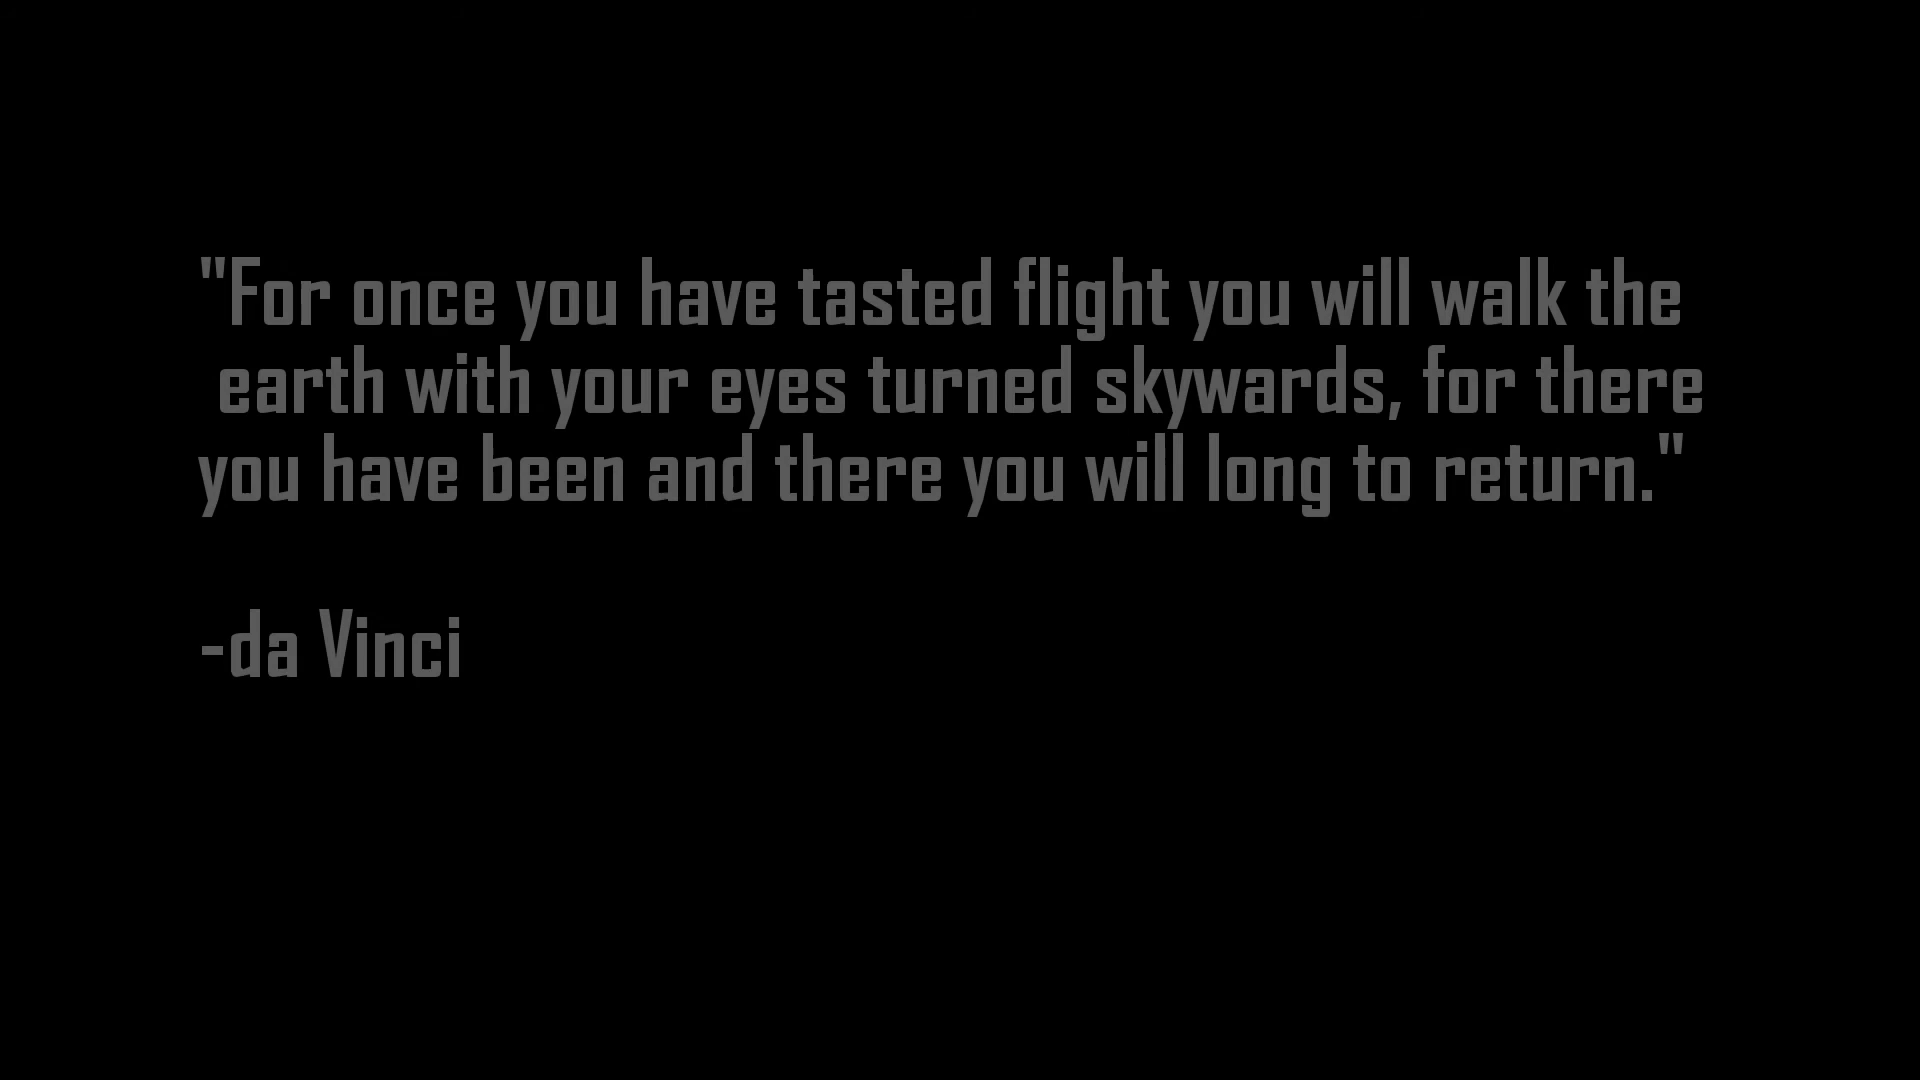 "For once you have tasted flight you will walk the
earth with your eyes turned skywards, for there
you have been and there you will long to return."
-da Vinci